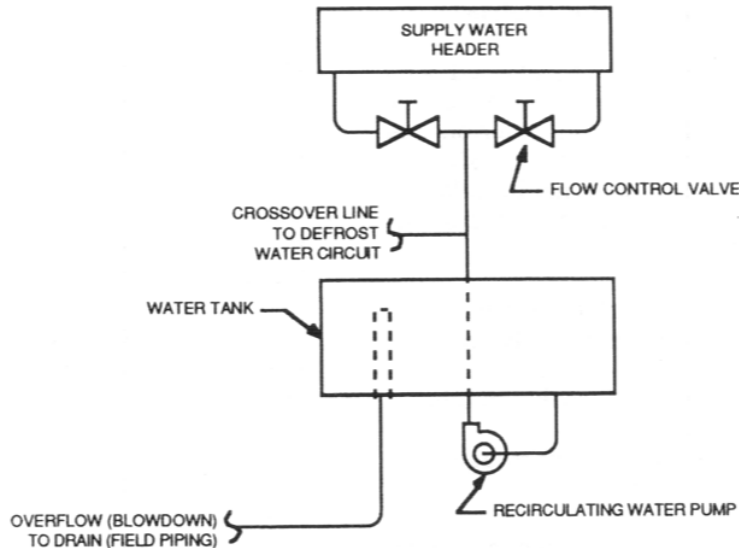 SUPPLY WATER
HEADER
FLOW CONTROL VALVE
CROSSOVER LINE
TO DEFROST
WATER CIRCUIT
WATER TANK
RECIRCULATING WATER PUMP
OVERFLOW (BLOWDOWN)
TO DRAIN (FIELD PIPING)